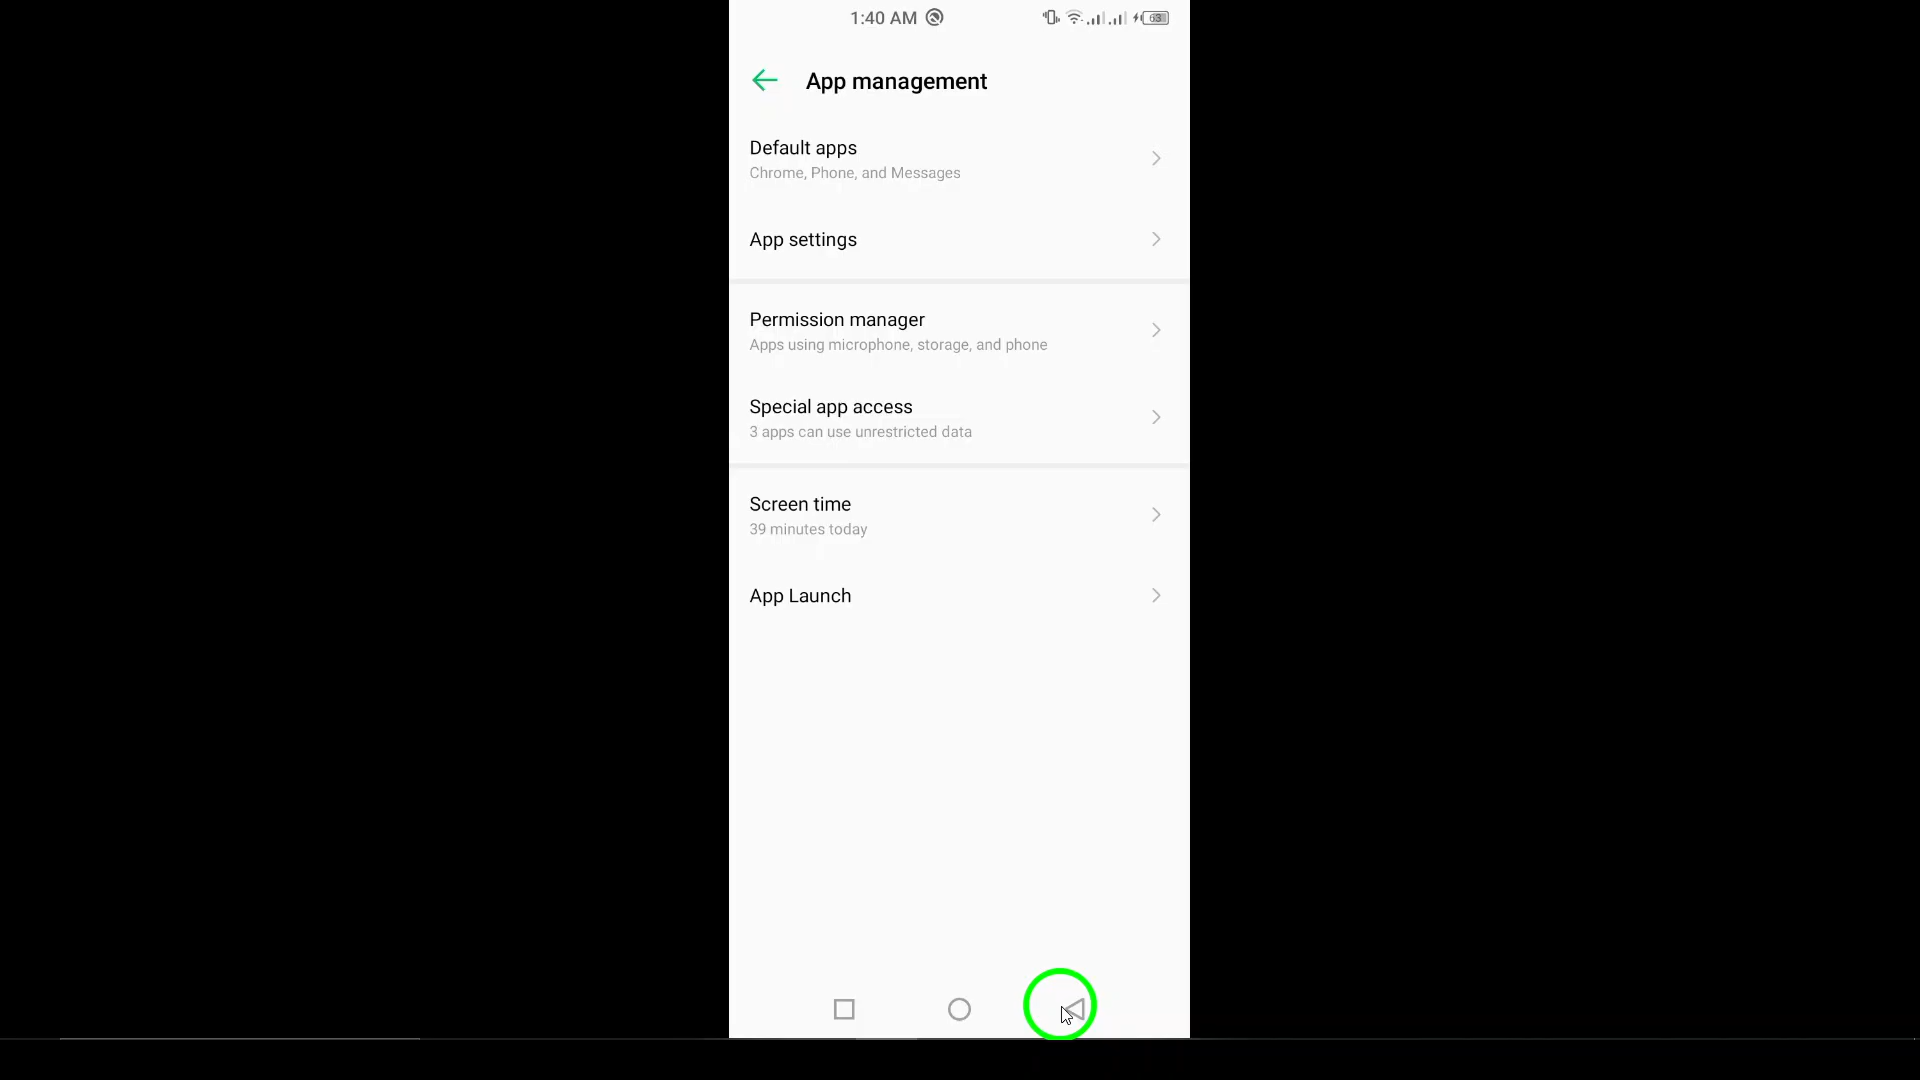 1:40 AM
63
App management
Default apps
Chrome, Phone, and Messages
App settings
Permission manager
Apps using microphone, storage, and phone
Special app access
3 apps can use unrestricted data
Screen time
39 minutes today
App Launch